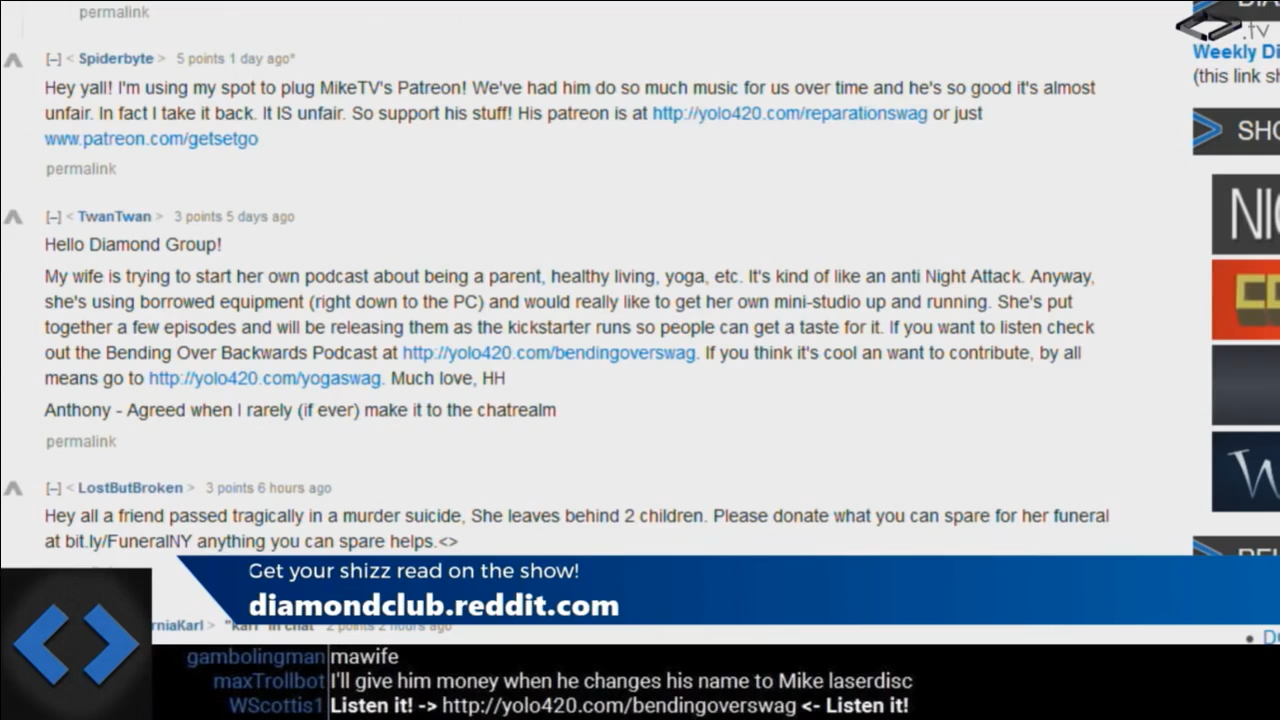 permalink
.tv
[–] < Spiderbyte > 5 points 1 day ago*
Hey yall! I'm using my spot to plug MikeTV's Patreon! We've had him do so much music for us over time and he's so good it's almost
unfair. In fact I take it back. It IS unfair. So support his stuff! His patreon is at http://yolo420.com/reparationswag or just
www.patreon.com/getsetgo
permalink
[–] < TwanTwan > 3 points 5 days ago
Hello Diamond Group!
My wife is trying to start her own podcast about being a parent, healthy living, yoga, etc. It's kind of like an anti Night Attack. Anyway,
she's using borrowed equipment (right down to the PC) and would really like to get her own mini-studio up and running. She's put
together a few episodes and will be releasing them as the kickstarter runs so people can get a taste for it. If you want to listen check
out the Bending Over Backwards Podcast at http://yolo420.com/bendingoverswag. If you think it's cool an want to contribute, by all
means go to http://yolo420.com/yogaswag. Much love, HH
Anthony - Agreed when I rarely (if ever) make it to the chatrealm
permalink
[–] < LostButBroken > 3 points 6 hours ago
Hey all a friend passed tragically in a murder suicide, She leaves behind 2 children. Please donate what you can spare for her funeral
at bit.ly/FuneralNY anything you can spare helps.<>
Weekly Di
(this link sh
SHO
NI
W
Get your shizz read on the show!
diamondclub.reddit.com
rniaKarl > "Karl" in chat 2 points 2 hours ago
gambolingman mawife
maxTrollbot I'll give him money when he changes his name to Mike laserdisc
WScottis1 Listen it! -> http://yolo420.com/bendingoverswag <- Listen it!